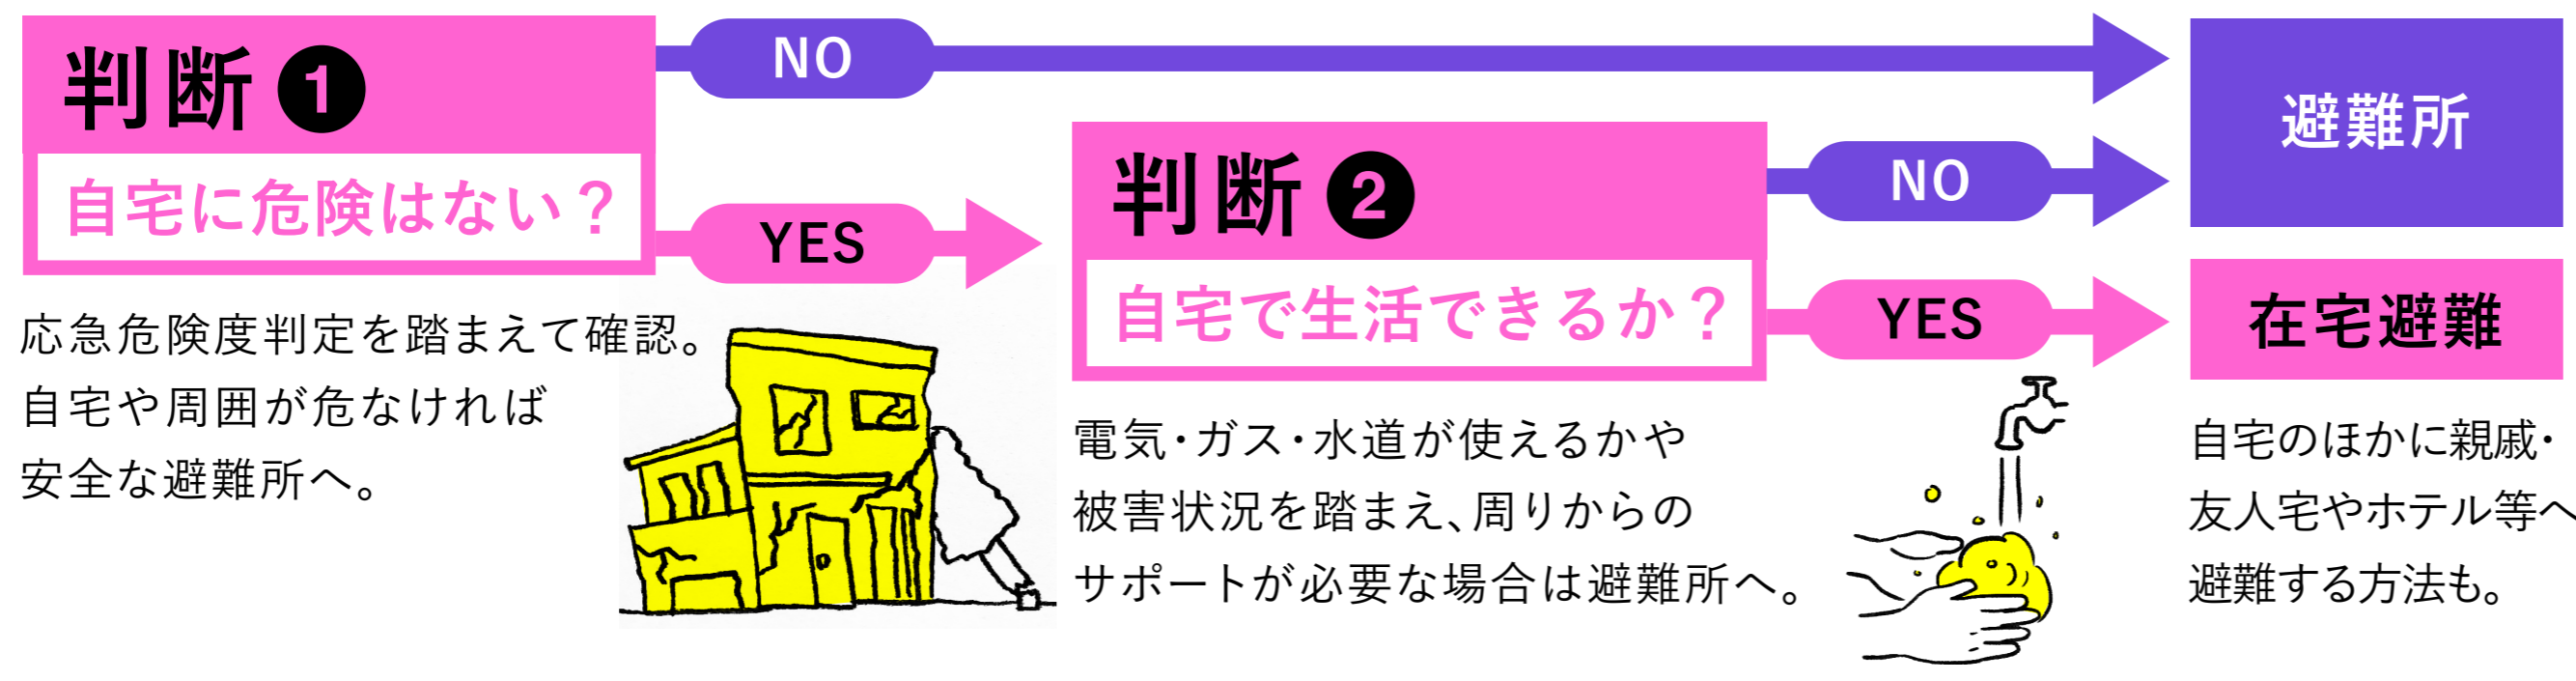 判断❶
自宅に危険はない？
応急危険度判定を踏まえて確認。
自宅や周囲が危なければ
安全な避難所へ。
NO
YES
判断❷
自宅で生活できるか？
電気・ガス・水道が使えるかや
被害状況を踏まえ、周りからの
サポートが必要な場合は避難所へ。
NO
YES
避難所
在宅避難
自宅のほかに親戚・
友人宅やホテル等へ
避難する方法も。